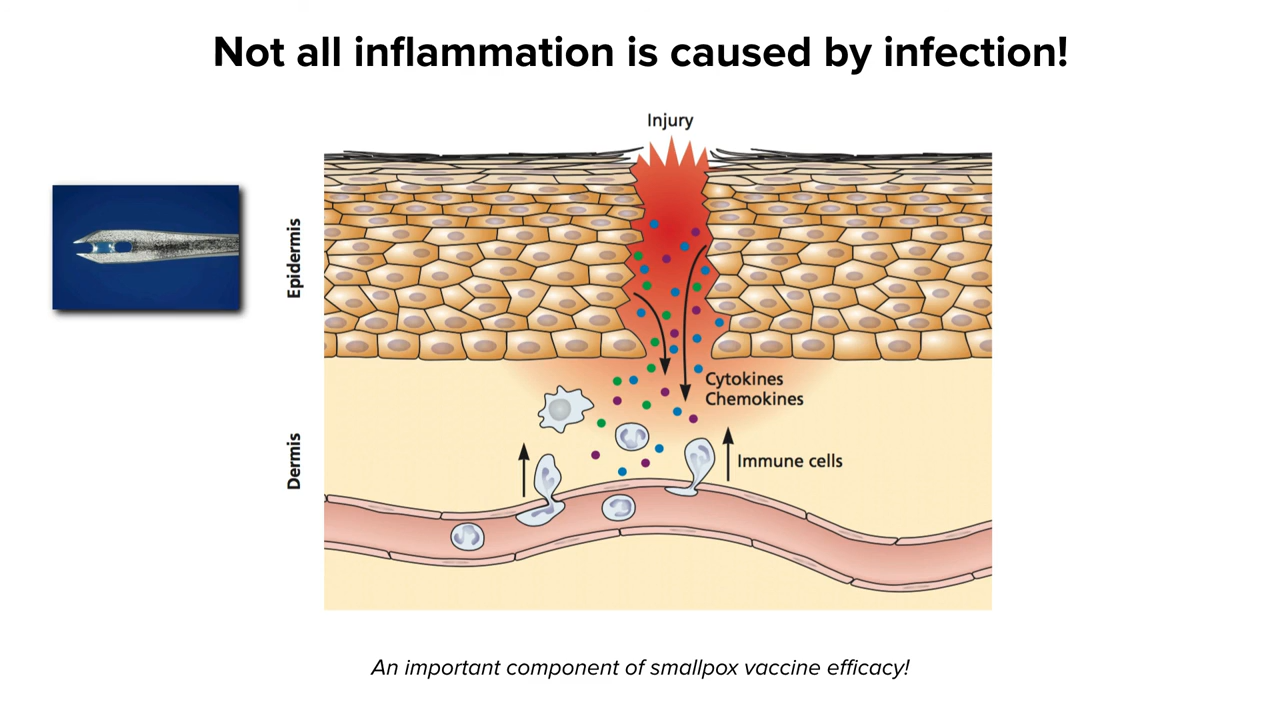 Not all inflammation is caused by infection!
Injury
Epidermis
Cytokines
Chemokines
Dermis
Immune cells
An important component of smallpox vaccine efficacy!